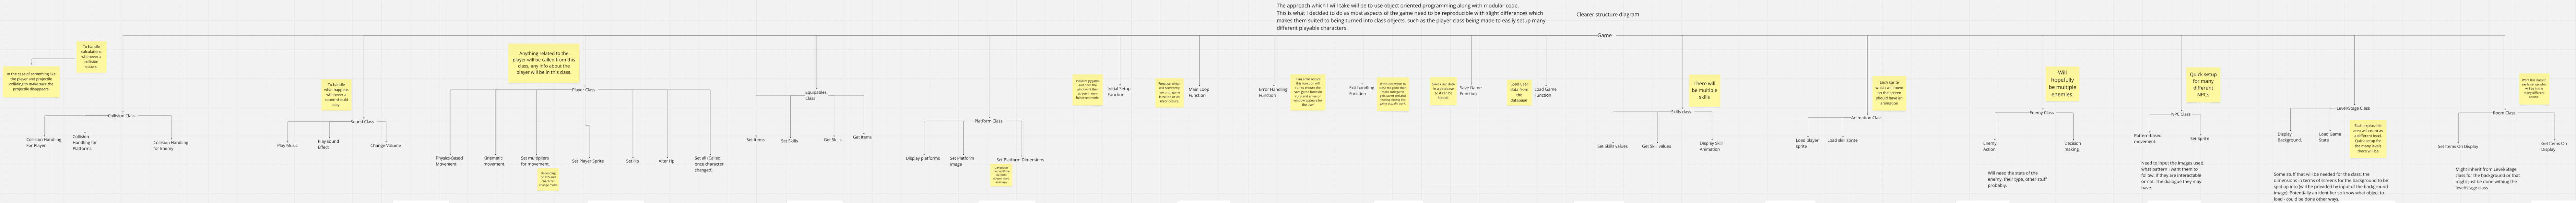 The approach which I will take will be to use object oriented programming along with modular code.
This is what I decided to do as most aspects of the game need to be reproducible with slight differences which
makes them suited to being turned into class objects, such as the player class being made to easily setup many
different playable characters.
Clearer structure diagram
Game
To handle
calculations
whenever a
collision
occurs.
In the case of something like
the player and projectile
colliding to make sure the
projectile disappears.
Collision Class
Collision Handling
For Player
Collision
Handling for
Platforms
Collision Handling
for Enemy
To handle
what happens
whenever a
sound should
play.
Sound Class
Play Music
Play sound
Effect
Change Volume
Anything related to the
player will be called from this
class, any info about the
player will be in this class.
Player Class
Physics-Based
Movement
Kinematic
movement.
Set multipliers
for movement.
Set Player Sprite
Set Hp
Alter Hp
Set all (Called
once character
changed)
Equipables
Class
Set Items
Set Skills
Get Skills
Get Items
Platform Class
Display platforms
Set Platform
image
Set Platform Dimensions
Initial Setup
Function
Main Loop
Function
Error Handling
Function
Exit handling
Function
Save Game
Function
Load user
data from
the
database
Load Game
Function
There will
be multiple
skills
Skills class
Set Skills values
Get Skill values
Display Skill
Animation
Each sprite
which will move
on the screen
should have an
animation
Animation Class
Load player
sprite
Load skill sprite
Will
hopefully
be multiple
enemies.
Enemy Class
Enemy
Action
Decision
making
Will need the stats of the
enemy, their type, other stuff
probably.
Quick setup
for many
different
NPCs
NPC Class
Pattern-based
movement.
Set Sprite
Need to input the images used,
what pattern I want them to
follow. If they are interactable
or not. The dialogue they may
have.
Level/Stage Class
Display
Background.
Load Game
State
Each explorable
area will count as
a different level.
Quick setup for
the many levels
there will be
Some stuff that will be needed for the class: the
dimensions in terms of screens for the background to be
split up into (will be provided by input of the background
image). Potentially an identifier so know what object to
load - could be done other ways.
Room Class
Set Items On Display
Get Items On
Display
Might inherit from Level/Stage
class for the background or that
might just be done withing the
level/stage class